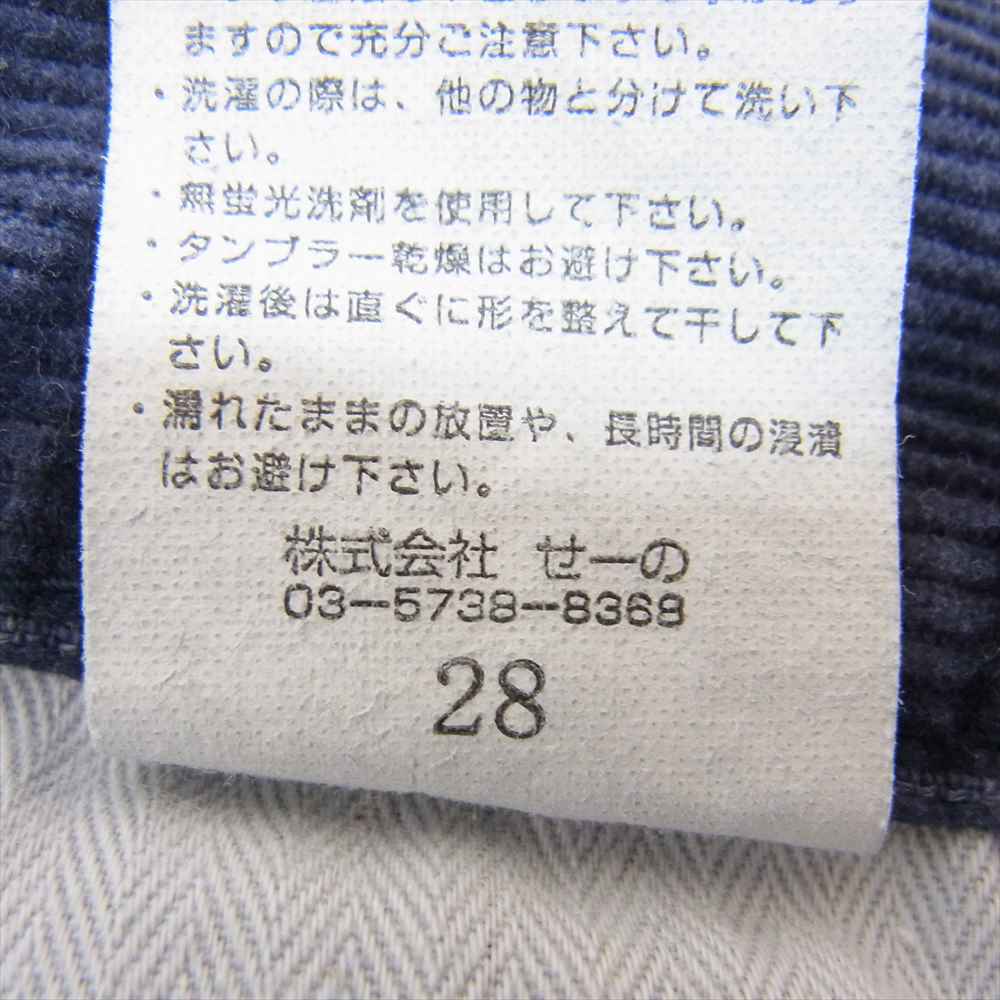 ますので充分ご注意下さい。
・洗濯の際は、他の物と分けて洗い下
さい。
・無蛍光洗剤を使用して下さい。
・タンブラー乾燥はお避け下さい。
・洗濯後は直ぐに形を整えて干して下
さい。
・濡れたままの放置や、長時間の浸漬
はお避け下さい。
株式会社 せーの
03-5738-8368
28